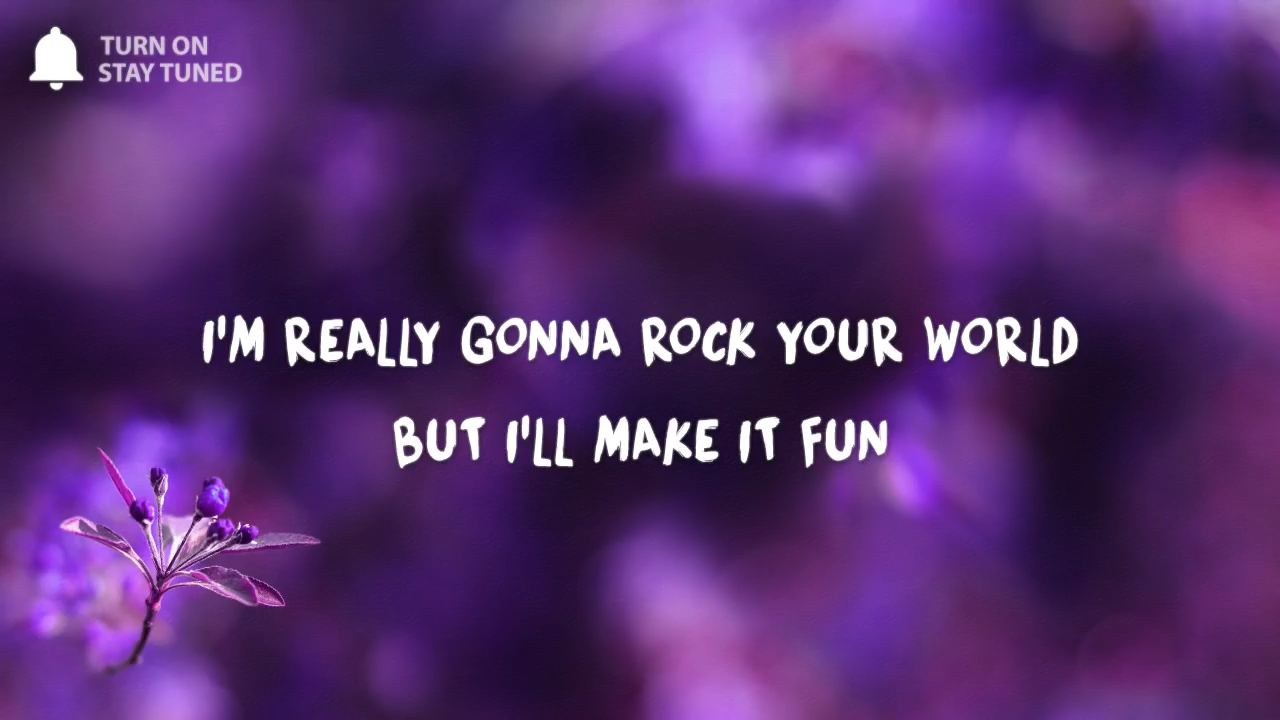 TURN ON
STAY TUNED
I'M REALLY GONNA ROCK YOUR WORLD
BUT I'LL MAKE IT FUN